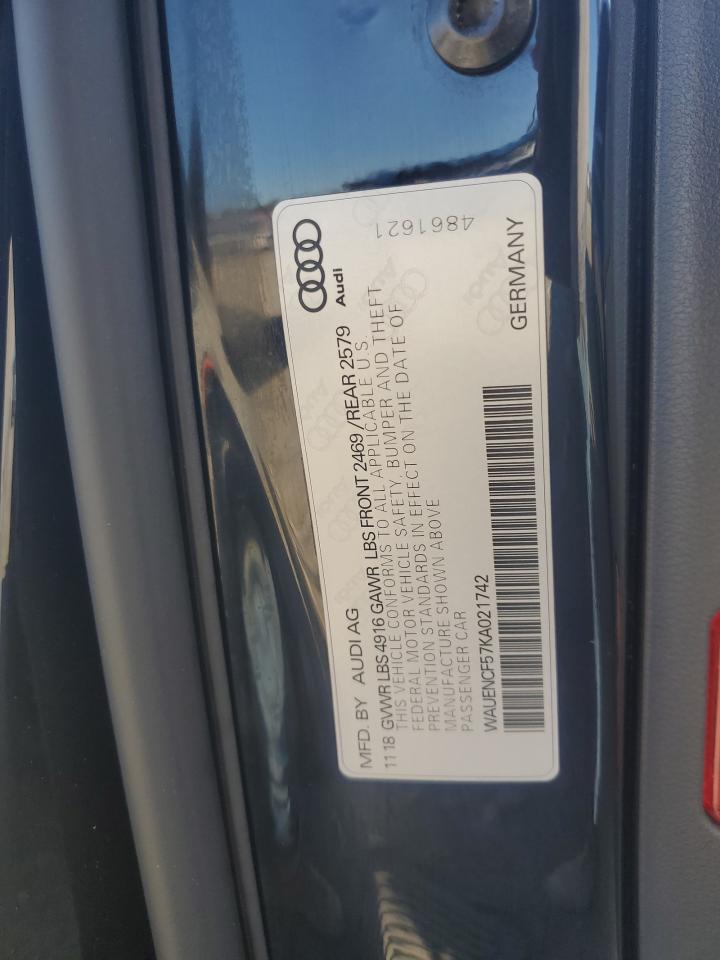 MFD. BY AUDI AG
11 18 GVWR LBS 4916 GAWR LBS FRONT 2469 / REAR 2579
THIS VEHICLE CONFORMS TO ALL APPLICABLE U.S.
FEDERAL MOTOR VEHICLE SAFETY, BUMPER AND THEFT
PREVENTION STANDARDS IN EFFECT ON THE DATE OF
MANUFACTURE SHOWN ABOVE
PASSENGER CAR
WAUENCF57KA021742
Audi
4861621
GERMANY